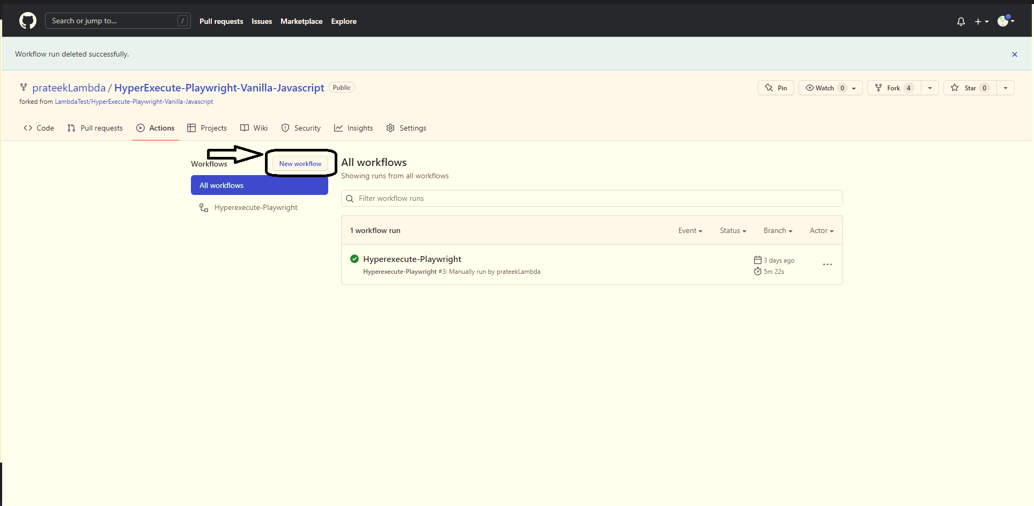 Search or jump to... / Pull requests Issues Marketplace Explore
Workflow run deleted successfully.
prateekLambda / HyperExecute-Playwright-Vanilla-Javascript Public Pin Watch 0 Fork 4 Star 0
forked from LambdaTest/HyperExecute-Playwright-Vanilla-Javascript
Code Pull requests Actions Projects Wiki Security Insights Settings
Workflows New workflow
All workflows
Hyperexecute-Playwright
All workflows
Showing runs from all workflows
Filter workflow runs
1 workflow run Event Status Branch Actor
Hyperexecute-Playwright 3 days ago
Hyperexecute-Playwright #3: Manually run by prateekLambda 5m 22s